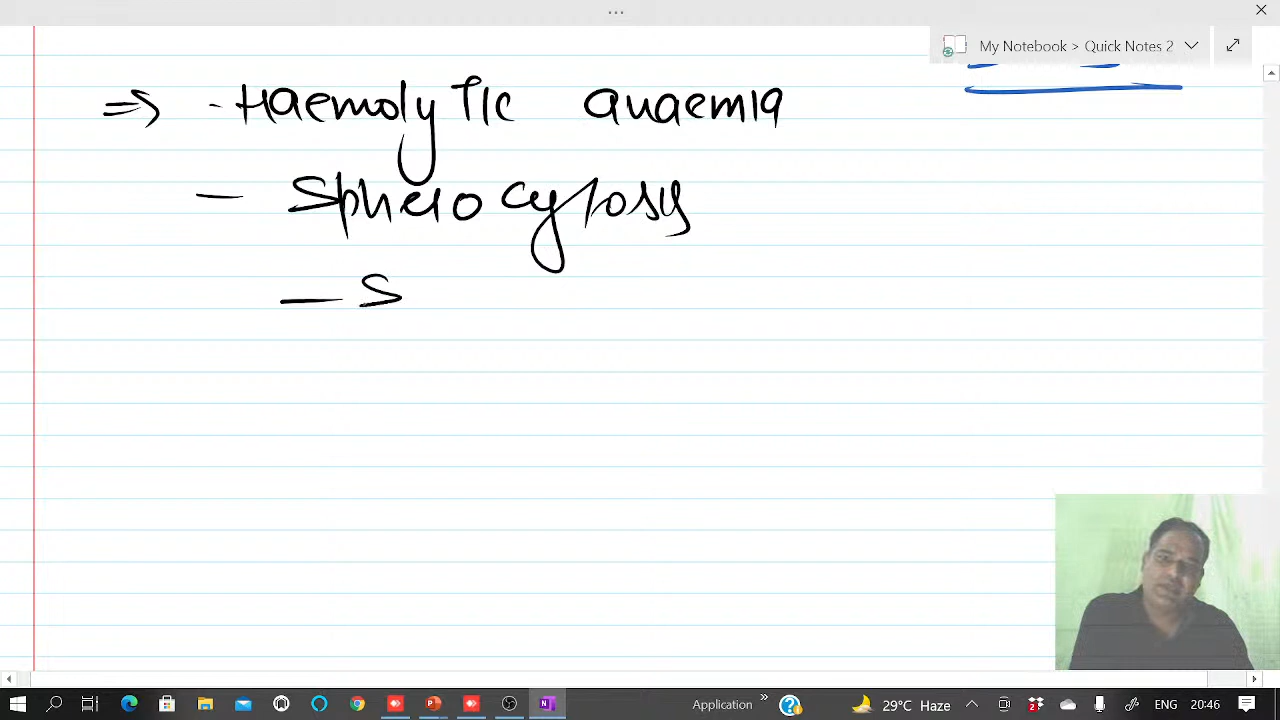 ...
My Notebook > Quick Notes 2
⇒ - Haemolytic anaemia
- Spherocytosis
- S
Application
29°C Haze
ENG
20:46